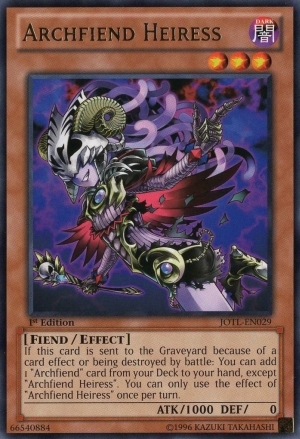 ARCHFIEND HEIRESS
DARK
闇
1st Edition
JOTL-EN029
[FIEND / EFFECT]
If this card is sent to the Graveyard because of a
card effect or being destroyed by battle: You can add
1 "Archfiend" card from your Deck to your hand, except
"Archfiend Heiress". You can only use the effect of
"Archfiend Heiress" once per turn.
ATK/1000 DEF/ 0
66540884
©1996 KAZUKI TAKAHASHI